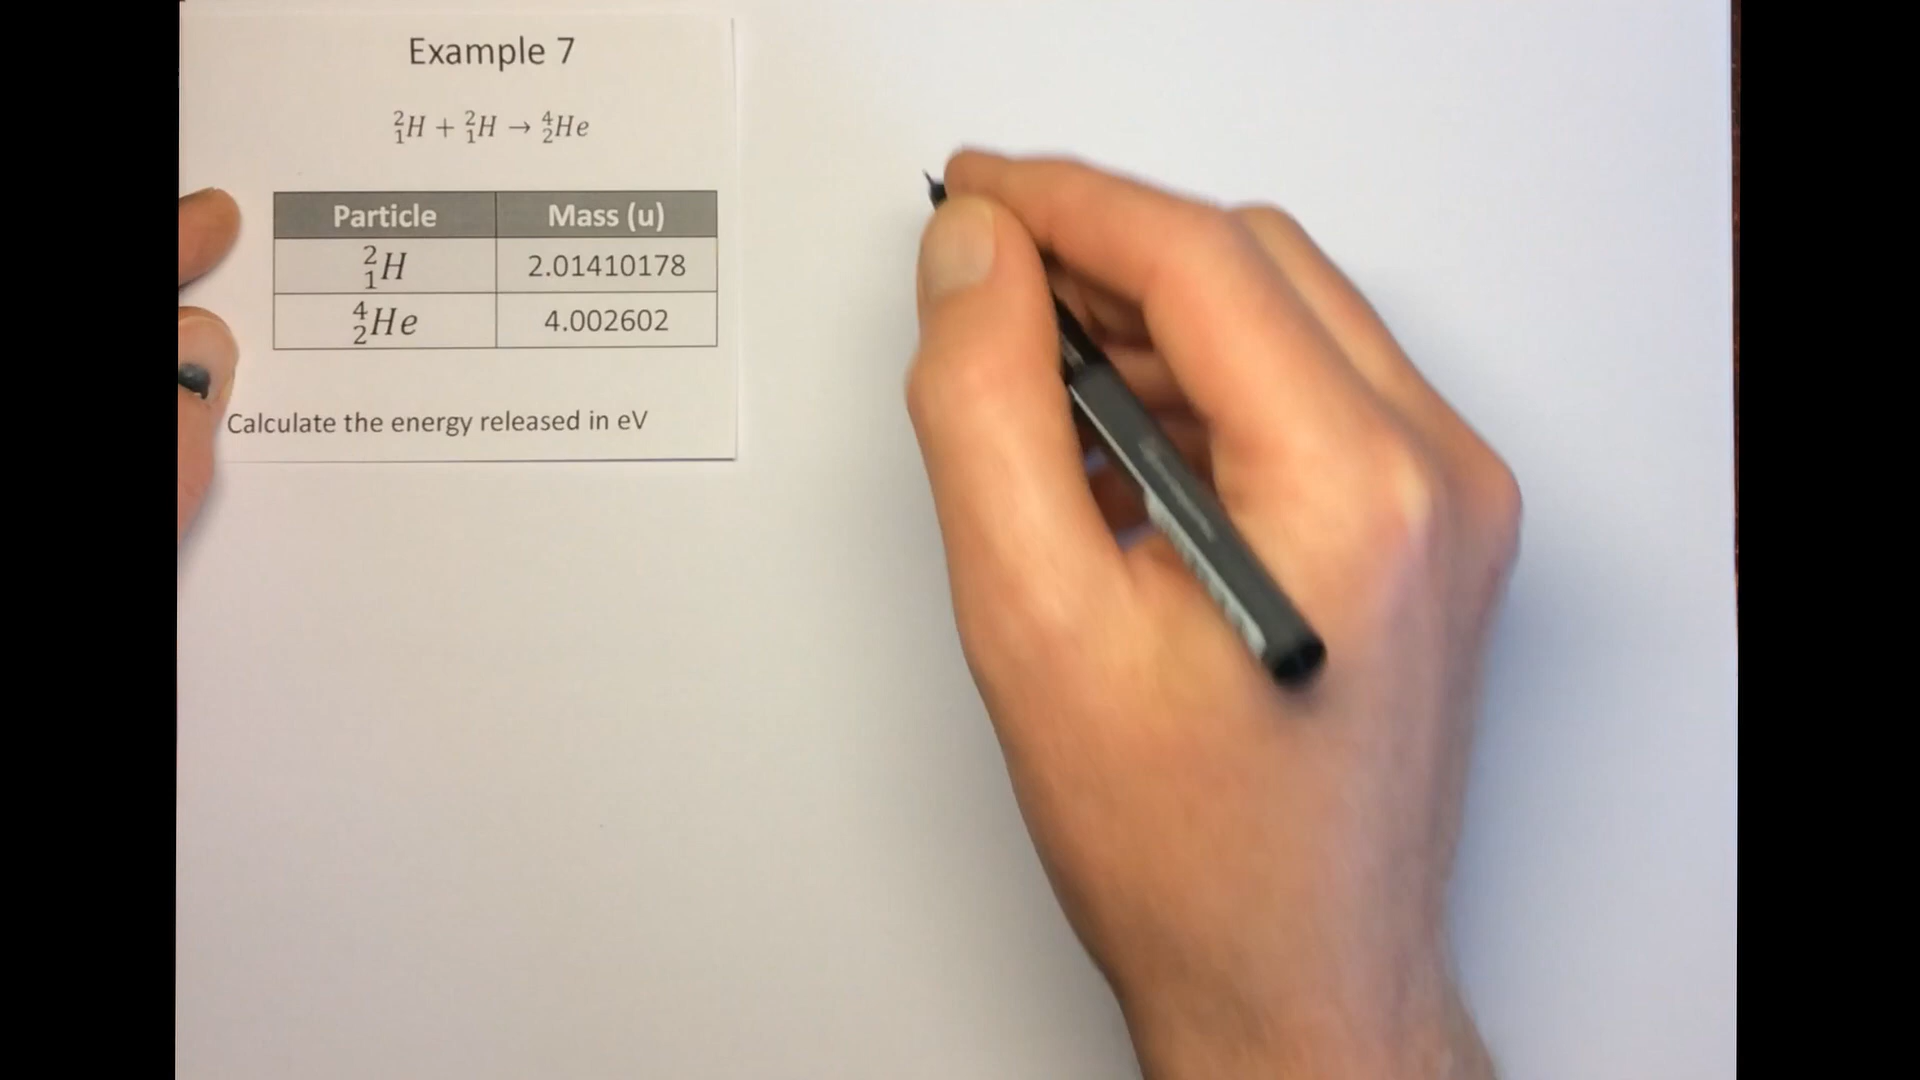 Example 7
²₁H + ²₁H → ⁴₂He
Particle Mass (u)
²₁H 2.01410178
⁴₂He 4.002602
Calculate the energy released in eV